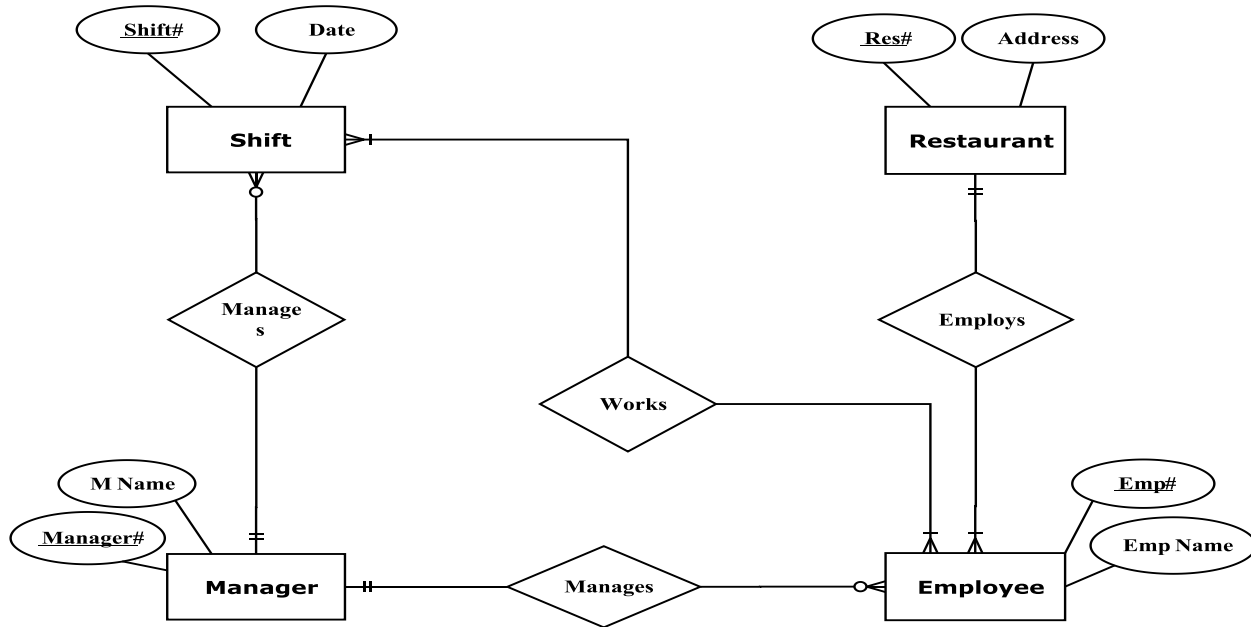 Shift#
Date
Res#
Address
Shift
Restaurant
Manage
s
Employs
Works
M Name
Manager#
Emp#
Emp Name
Manager
Manages
Employee